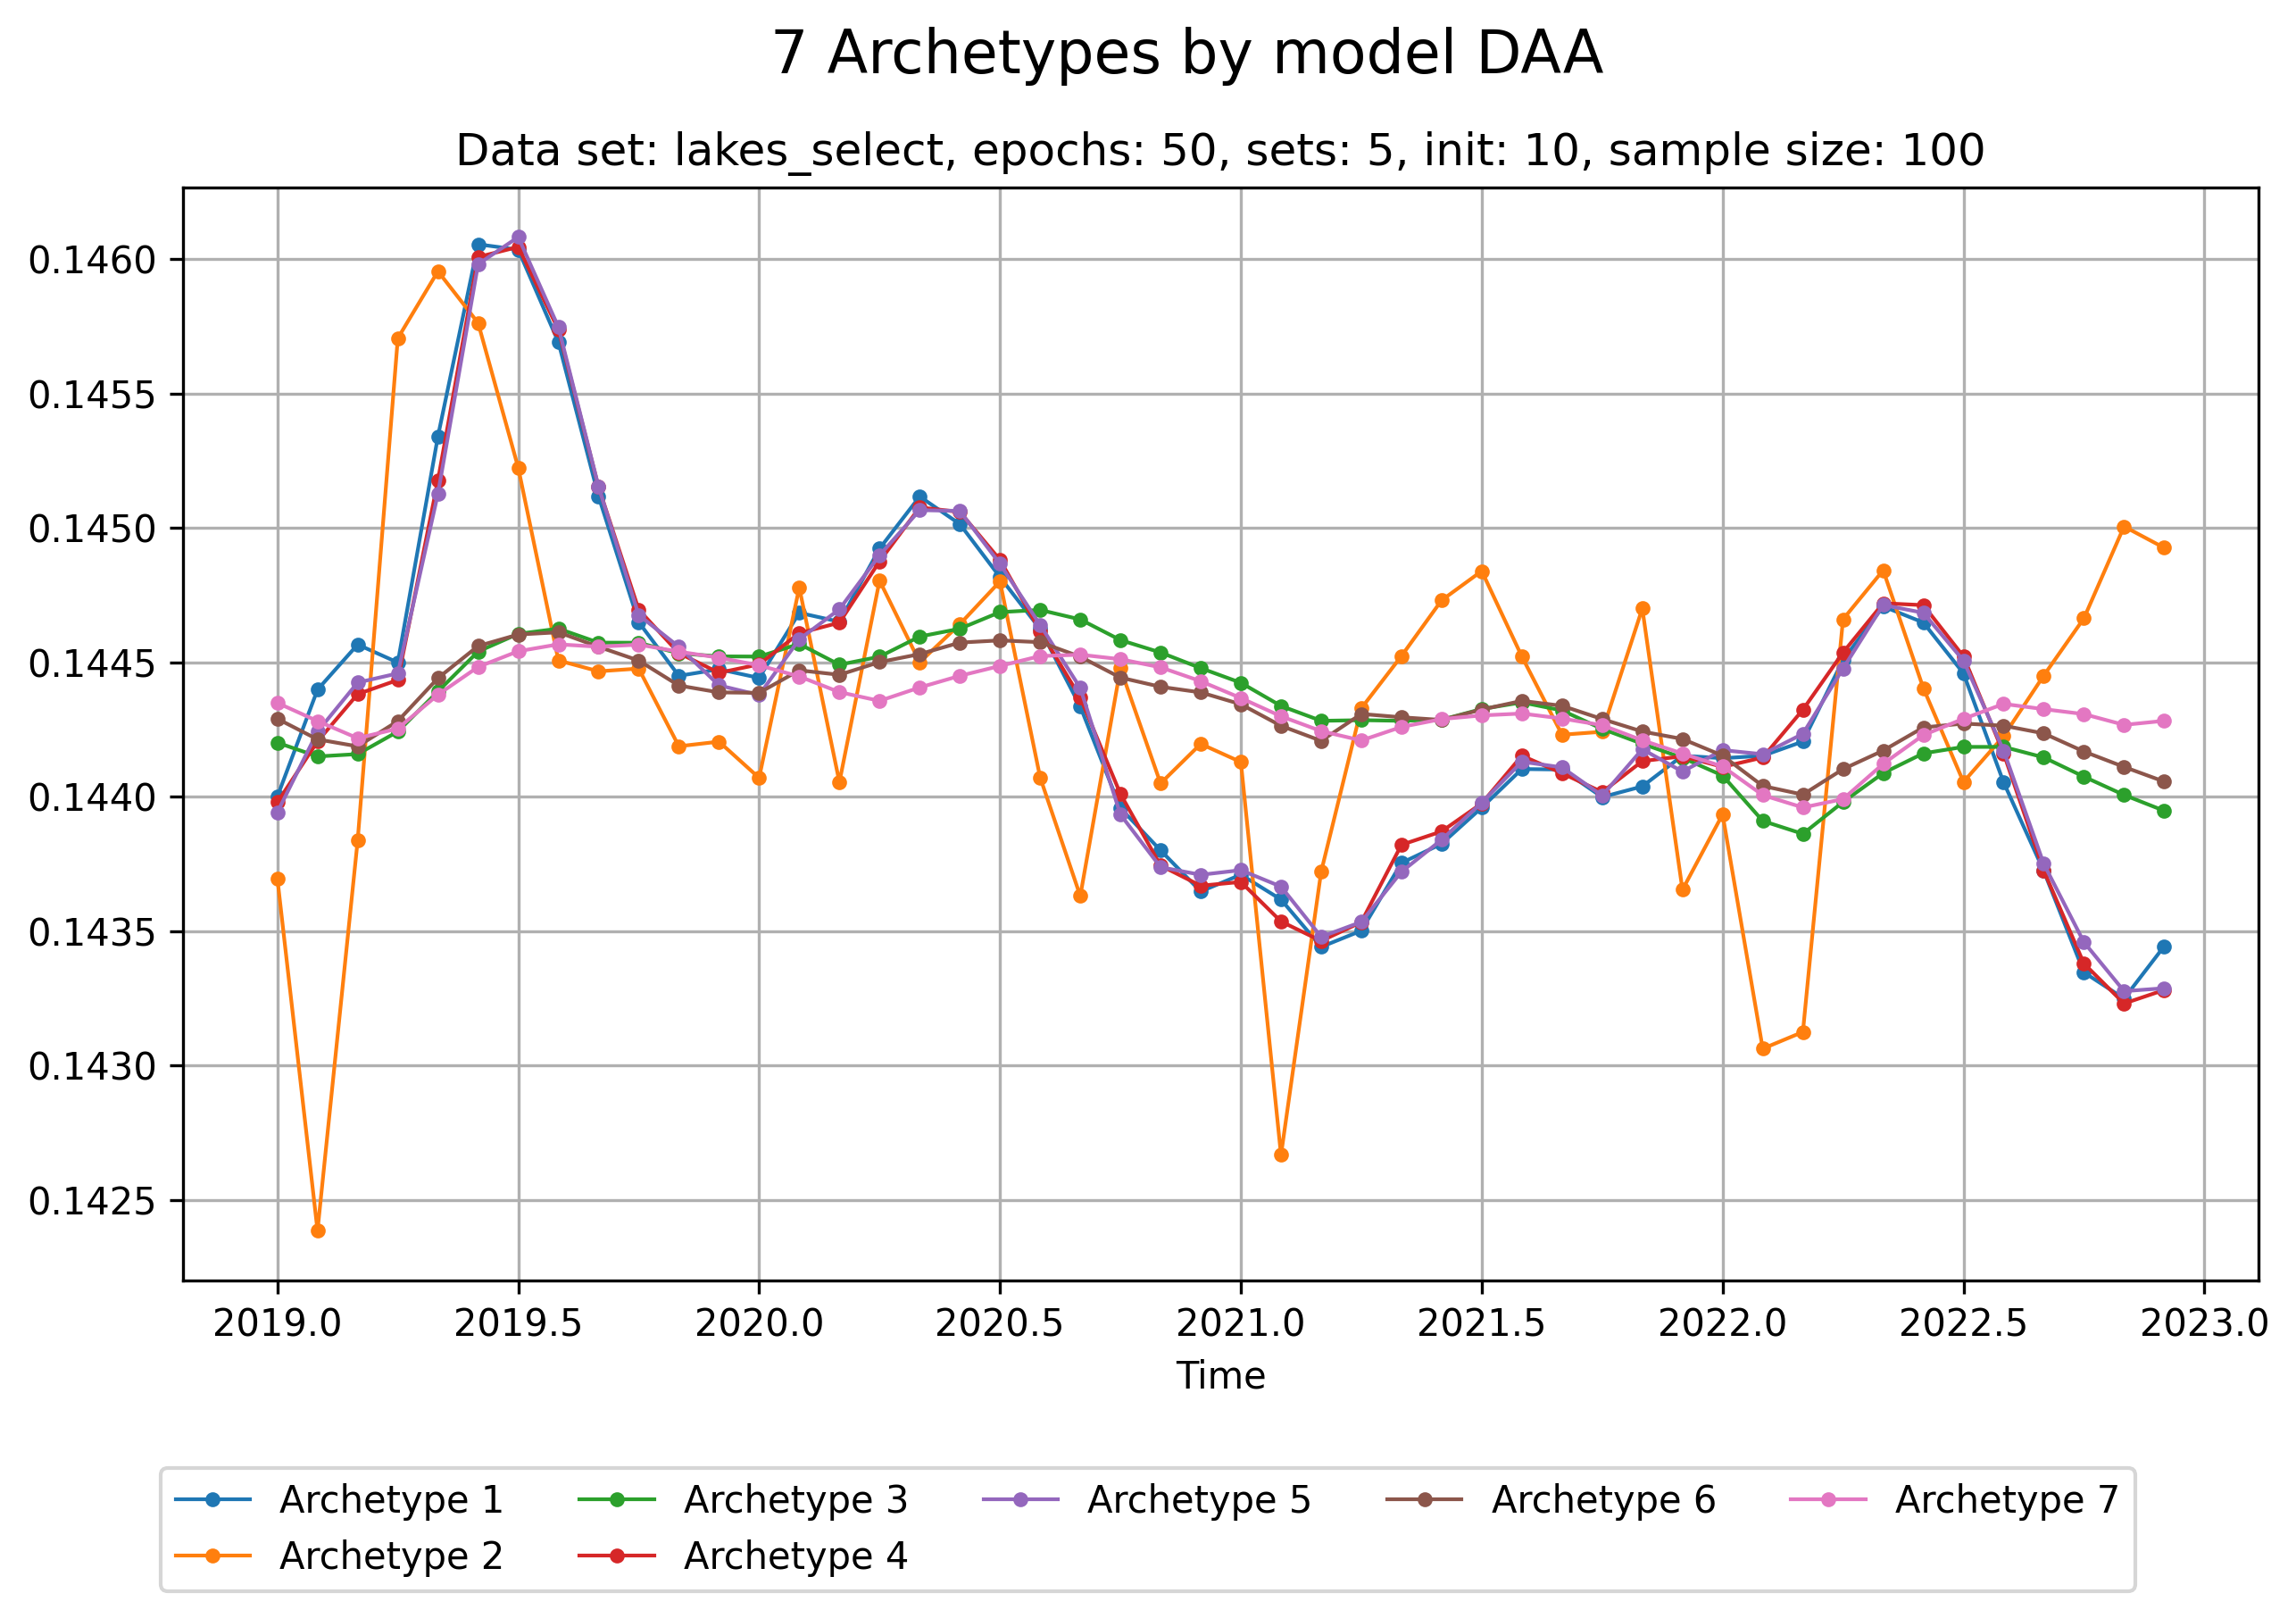 7 Archetypes by model DAA
Data set: lakes_select, epochs: 50, sets: 5, init: 10, sample size: 100
0.1460
0.1455
0.1450
0.1445
0.1440
0.1435
0.1430
0.1425
2019.0 2019.5 2020.0 2020.5 2021.0 2021.5 2022.0 2022.5 2023.0
Time
Archetype 1 Archetype 3 Archetype 5 Archetype 6 Archetype 7
Archetype 2 Archetype 4